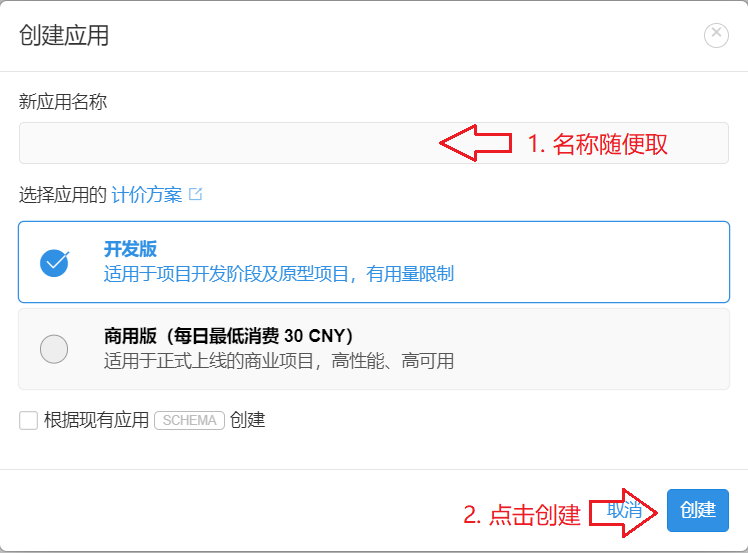 创建应用
新应用名称
1. 名称随便取
选择应用的 计价方案
开发版
适用于项目开发阶段及原型项目，有用量限制
商用版（每日最低消费 30 CNY）
适用于正式上线的商业项目，高性能、高可用
根据现有应用 SCHEMA 创建
2. 点击创建 取消 创建